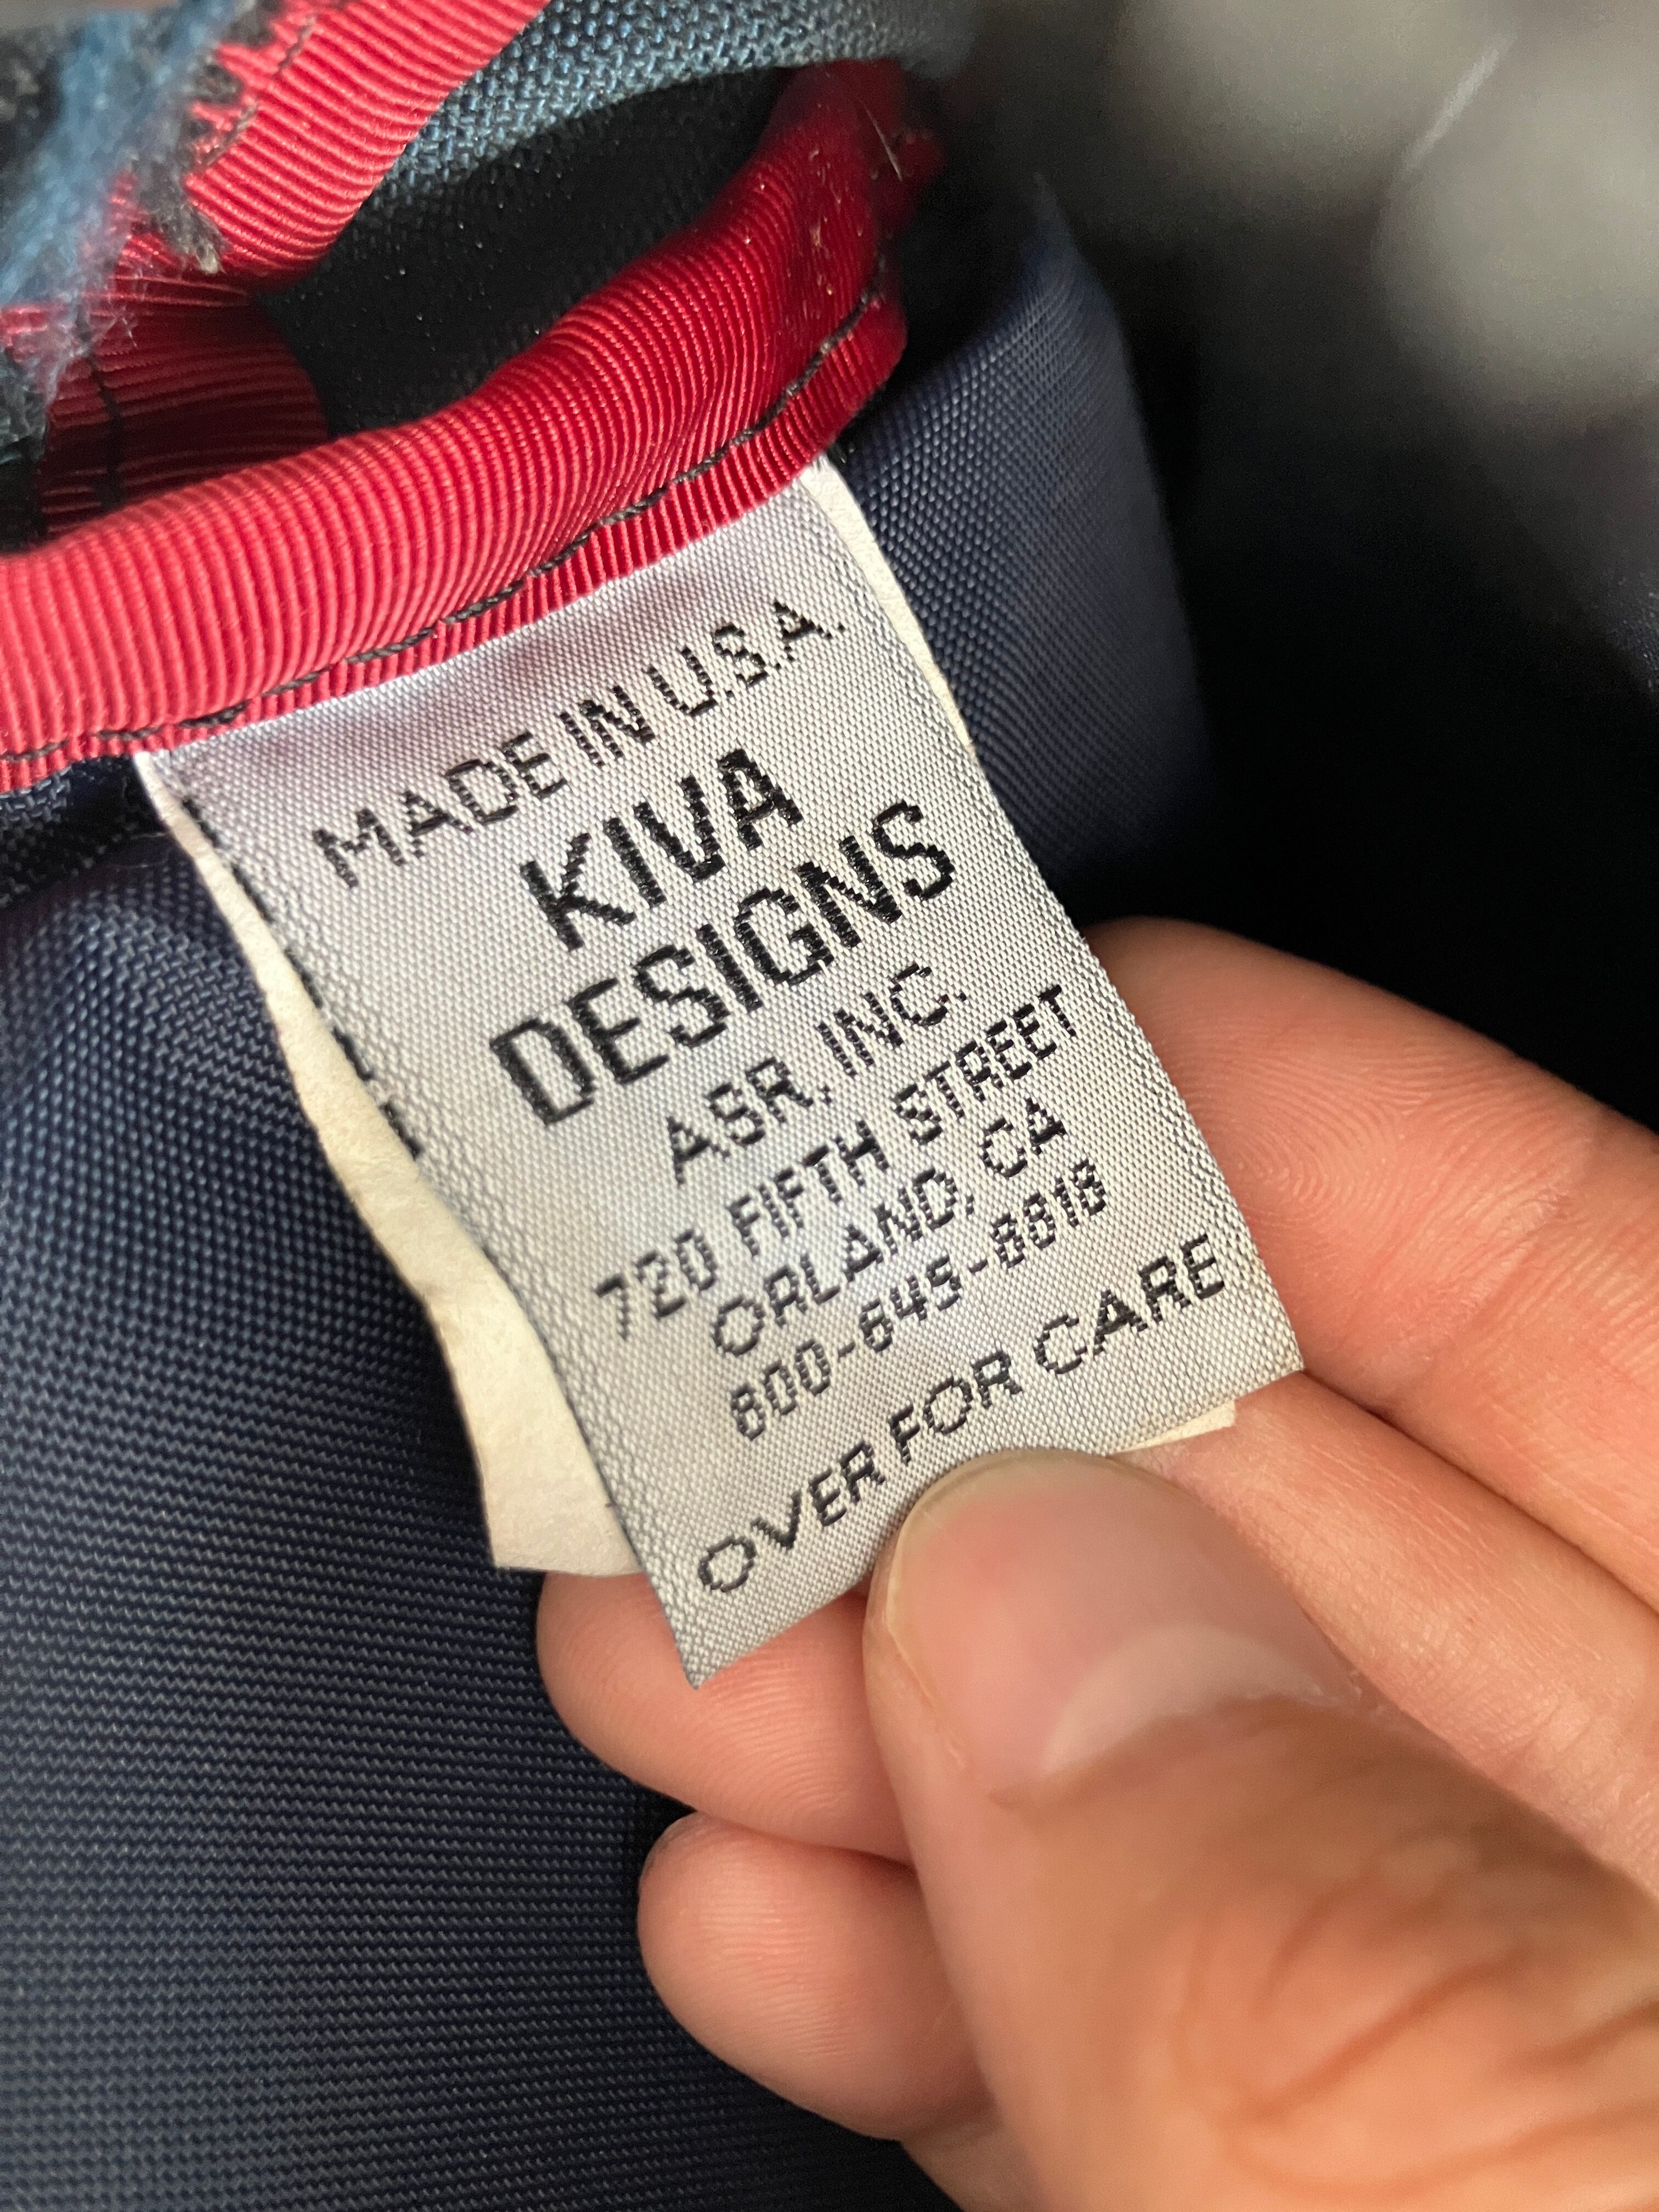 MADE IN U.S.A.
KIVA
DESIGNS
ASR, INC.
720 FIFTH STREET
ORLAND, CA
800-645-8818
OVER FOR CARE